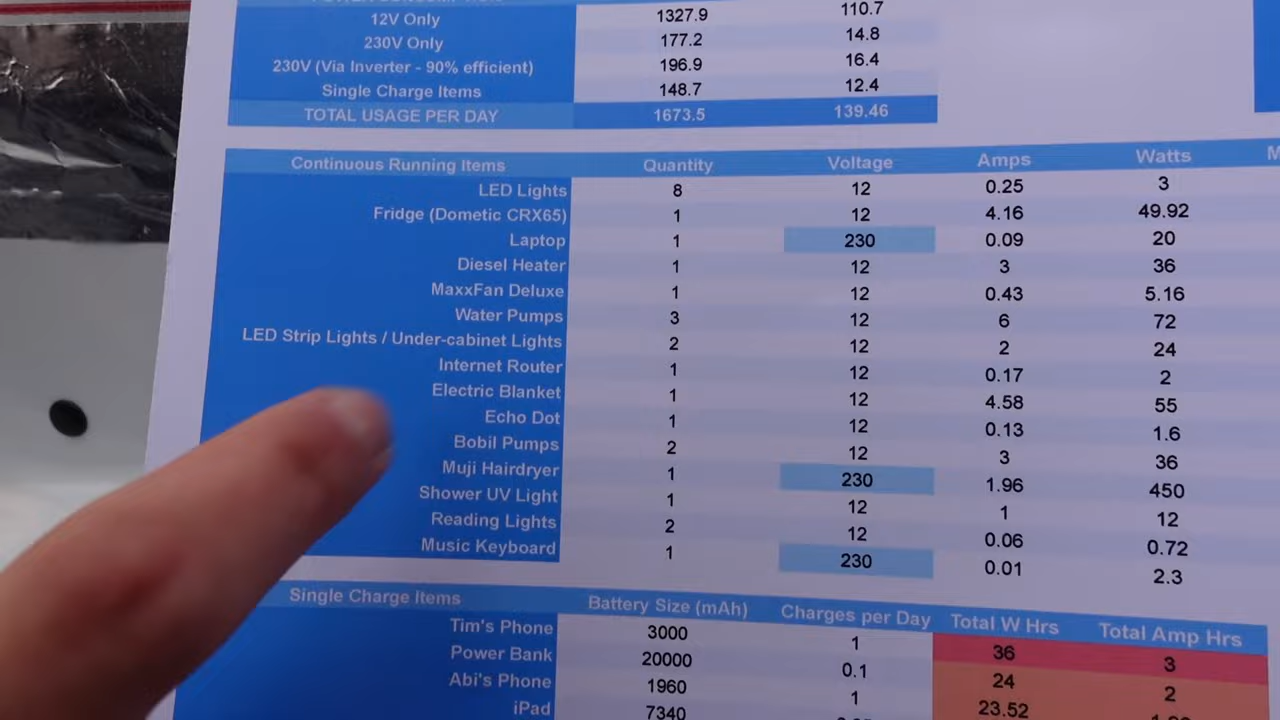 12V Only 1327.9 110.7
230V Only 177.2 14.8
230V (Via Inverter - 90% efficient) 196.9 16.4
Single Charge Items 148.7 12.4
TOTAL USAGE PER DAY 1673.5 139.46
Continuous Running Items Quantity Voltage Amps Watts
LED Lights 8 12 0.25 3
Fridge (Dometic CRX65) 1 12 4.16 49.92
Laptop 1 230 0.09 20
Diesel Heater 1 12 3 36
MaxxFan Deluxe 1 12 0.43 5.16
Water Pumps 3 12 6 72
LED Strip Lights / Under-cabinet Lights 2 12 2 24
Internet Router 1 12 0.17 2
Electric Blanket 1 12 4.58 55
Echo Dot 1 12 0.13 1.6
Bobil Pumps 2 12 3 36
Muji Hairdryer 1 230 1.96 450
Shower UV Light 1 12 1 12
Reading Lights 2 12 0.06 0.72
Music Keyboard 1 230 0.01 2.3
Single Charge Items Battery Size (mAh) Charges per Day Total W Hrs Total Amp Hrs
Tim's Phone 3000 1 36 3
Power Bank 20000 0.1 24 2
Abi's Phone 1960 1 23.52
iPad 7340